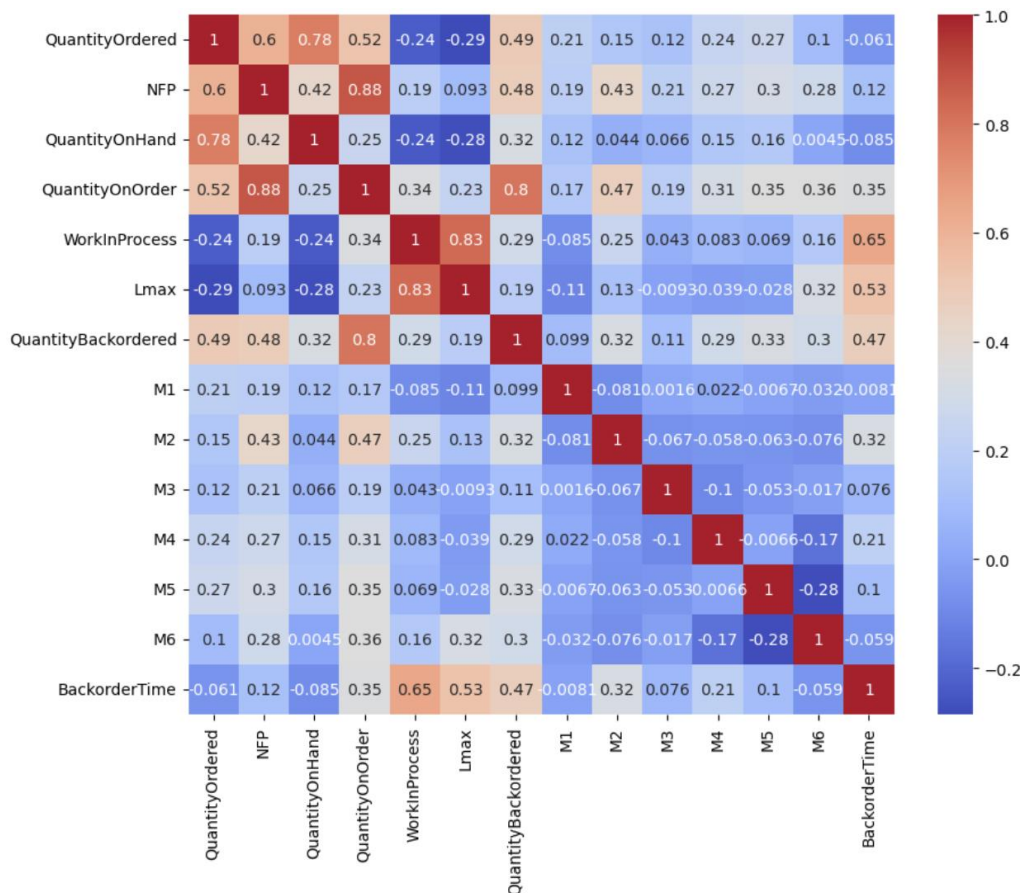 QuantityOrdered 1 0.6 0.78 0.52 -0.24 -0.29 0.49 0.21 0.15 0.12 0.24 0.27 0.1 -0.061
NFP 0.6 1 0.42 0.88 0.19 0.093 0.48 0.19 0.43 0.21 0.27 0.3 0.28 0.12
QuantityOnHand 0.78 0.42 1 0.25 -0.24 -0.28 0.32 0.12 0.044 0.066 0.15 0.16 0.0045 -0.085
QuantityOnOrder 0.52 0.88 0.25 1 0.34 0.23 0.8 0.17 0.47 0.19 0.31 0.35 0.36 0.35
WorkInProcess -0.24 0.19 -0.24 0.34 1 0.83 0.29 -0.085 0.25 0.043 0.083 0.069 0.16 0.65
Lmax -0.29 0.093 -0.28 0.23 0.83 1 0.19 -0.11 0.13 -0.0093 -0.039 -0.028 0.32 0.53
QuantityBackordered 0.49 0.48 0.32 0.8 0.29 0.19 1 0.099 0.32 0.11 0.29 0.33 0.3 0.47
M1 0.21 0.19 0.12 0.17 -0.085 -0.11 0.099 1 -0.081 0.0016 0.022 -0.0067 -0.032 -0.0081
M2 0.15 0.43 0.044 0.47 0.25 0.13 0.32 -0.081 1 -0.067 -0.058 -0.063 -0.076 0.32
M3 0.12 0.21 0.066 0.19 0.043 -0.0093 0.11 0.0016 -0.067 1 -0.1 -0.053 -0.017 0.076
M4 0.24 0.27 0.15 0.31 0.083 -0.039 0.29 0.022 -0.058 -0.1 1 -0.0066 -0.17 0.21
M5 0.27 0.3 0.16 0.35 0.069 -0.028 0.33 -0.0067 -0.063 -0.053 -0.0066 1 -0.28 0.1
M6 0.1 0.28 0.0045 0.36 0.16 0.32 0.3 -0.032 -0.076 -0.017 -0.17 -0.28 1 -0.059
BackorderTime -0.061 0.12 -0.085 0.35 0.65 0.53 0.47 -0.0081 0.32 0.076 0.21 0.1 -0.059 1
QuantityOrdered NFP QuantityOnHand QuantityOnOrder WorkInProcess Lmax QuantityBackordered M1 M2 M3 M4 M5 M6 BackorderTime
1.0
0.8
0.6
0.4
0.2
0.0
−0.2